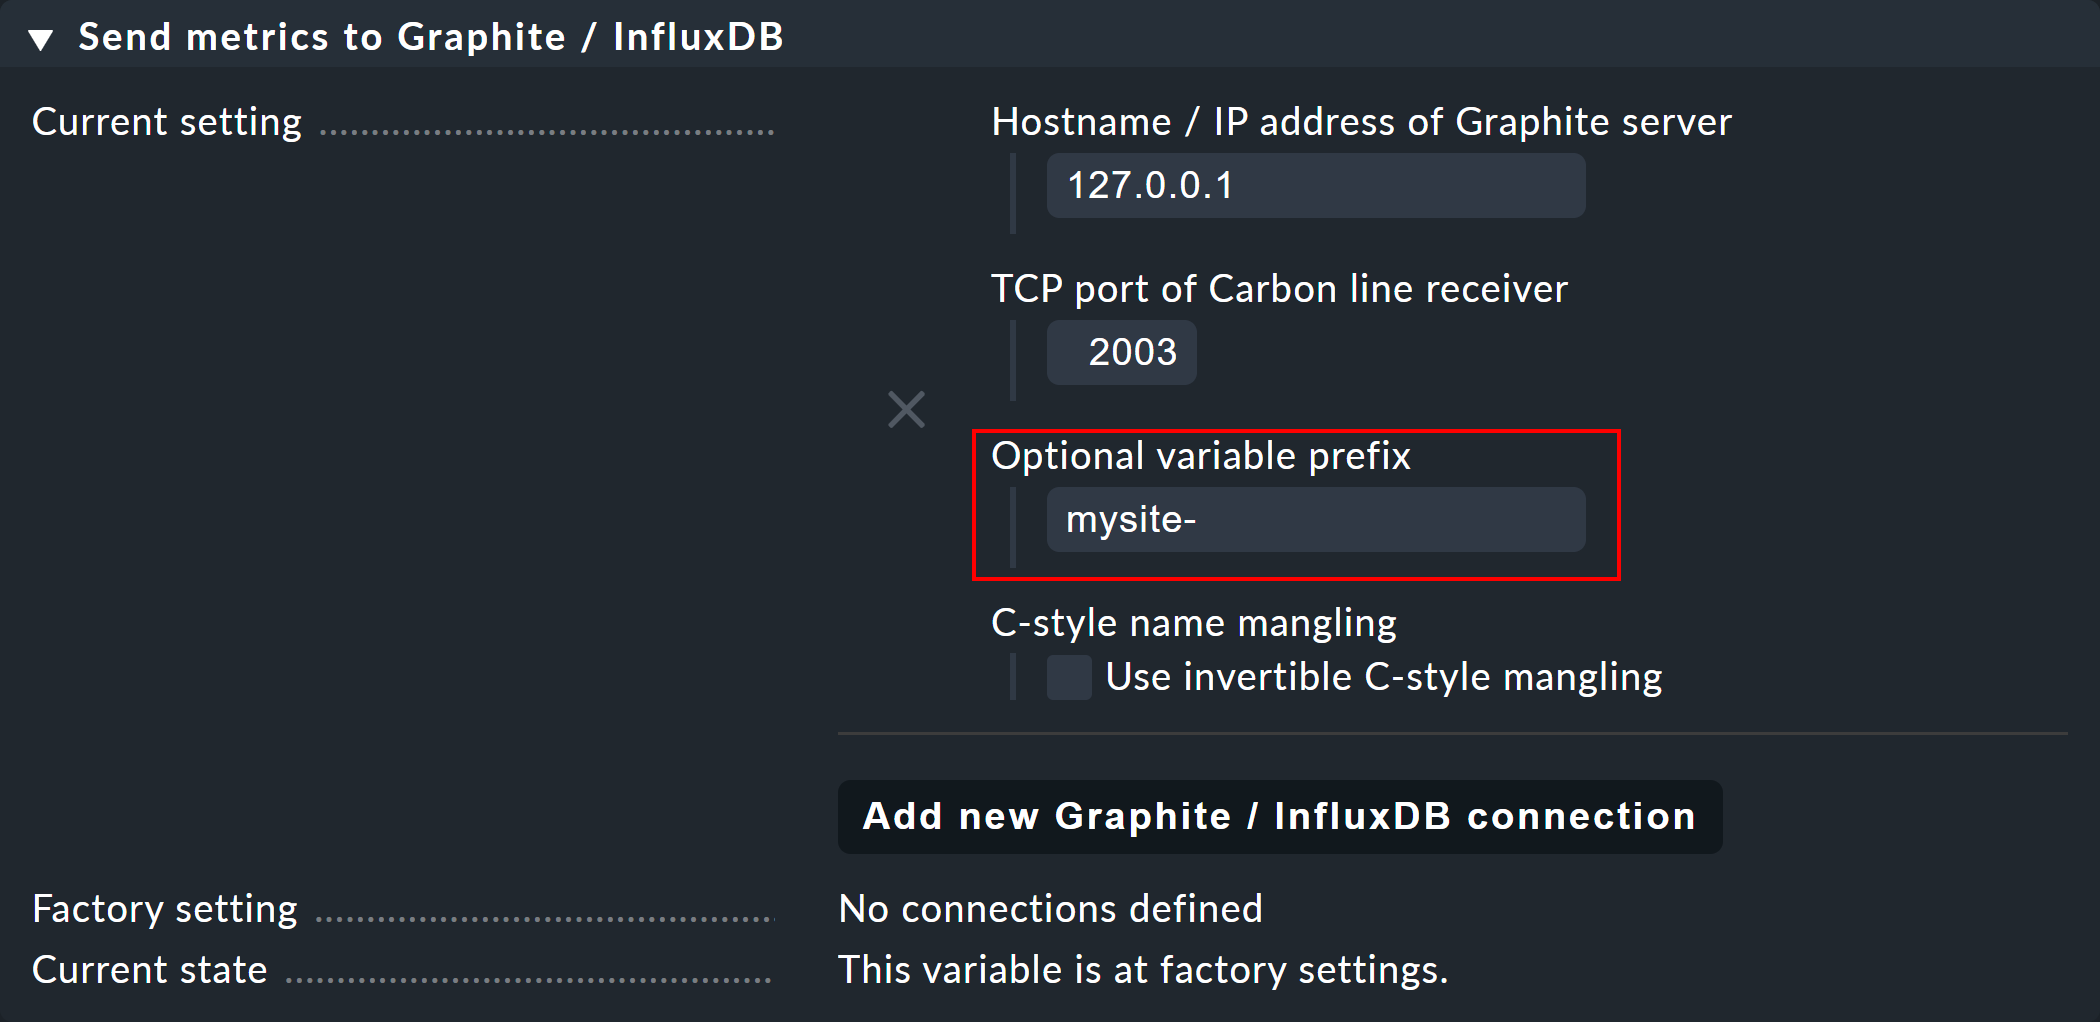 Send metrics to Graphite / InfluxDB
Current setting
Hostname / IP address of Graphite server
127.0.0.1
TCP port of Carbon line receiver
2003
Optional variable prefix
mysite-
C-style name mangling
Use invertible C-style mangling
Add new Graphite / InfluxDB connection
Factory setting No connections defined
Current state This variable is at factory settings.